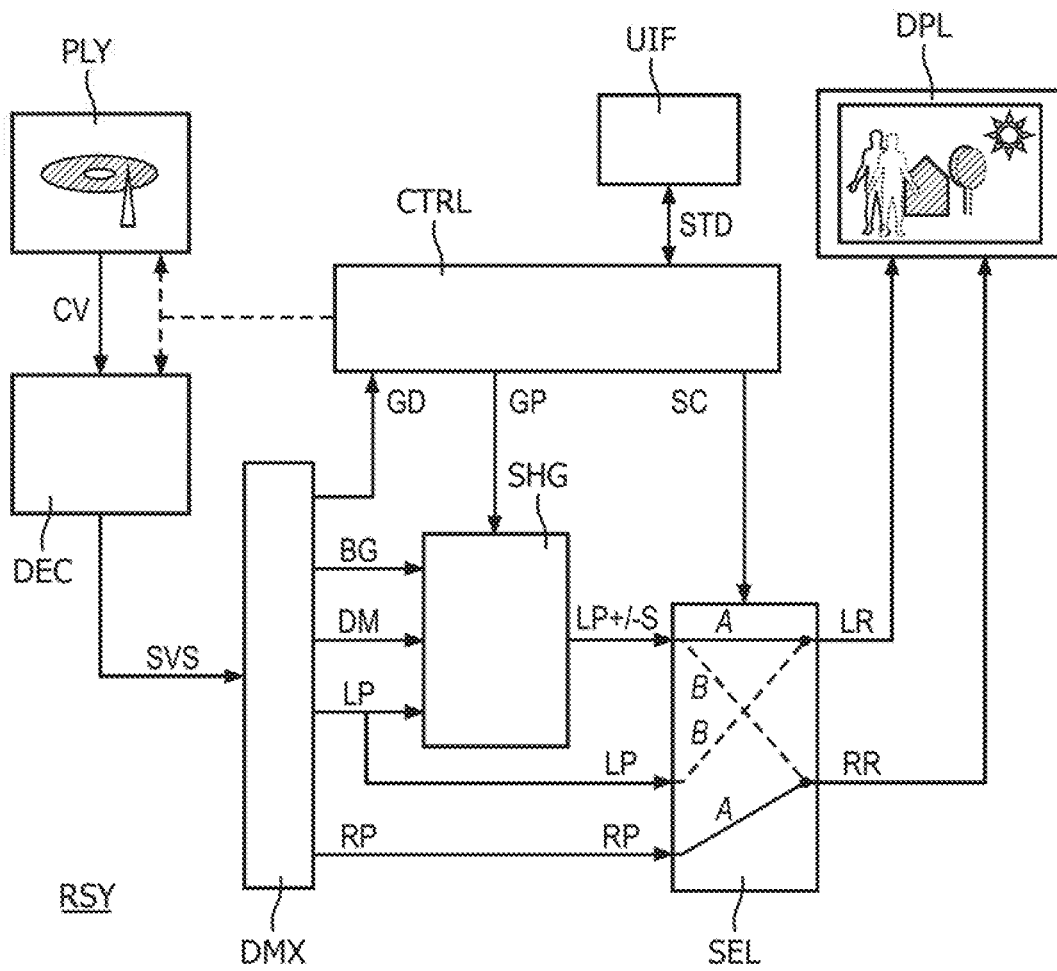 PLY
UIF
DPL
CTRL
STD
CV
GD
GP
SC
SHG
DEC
BG
DM
LP+/-S
A
LR
SVS
LP
B
B
LP
RR
A
RP
RP
RSY
DMX
SEL